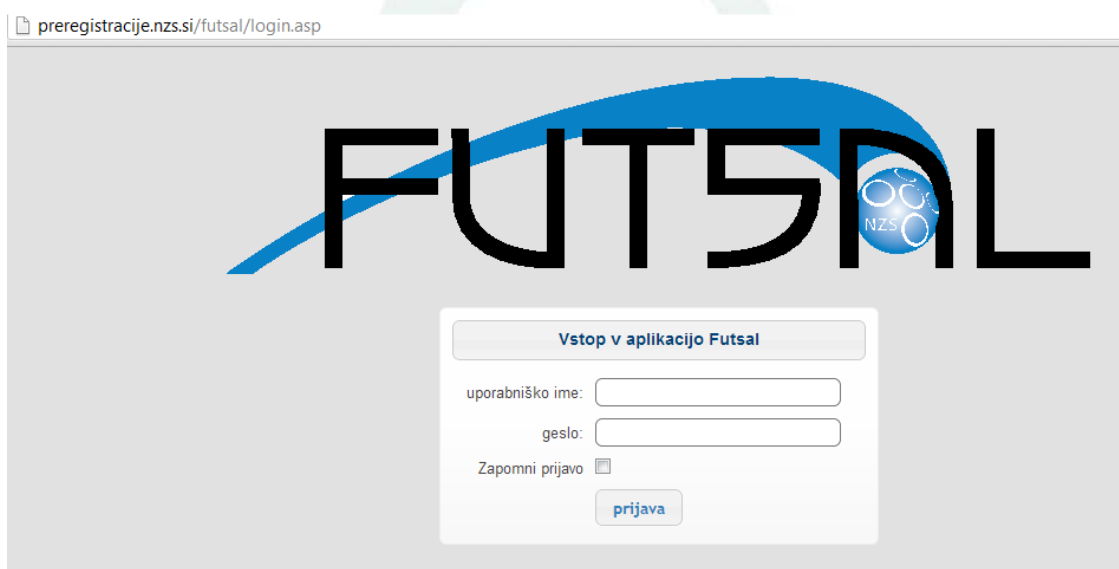 preregistracije.nzs.si/futsal/login.asp
FUTSAL
NZS
Vstop v aplikacijo Futsal
uporabniško ime:
geslo:
Zapomni prijavo
prijava